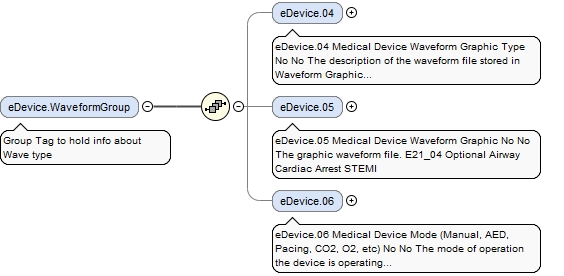 eDevice.04
eDevice.04 Medical Device Waveform Graphic Type
No No The description of the waveform file stored in
Waveform Graphic...
eDevice.WaveformGroup
Group Tag to hold info about
Wave type
eDevice.05
eDevice.05 Medical Device Waveform Graphic No No
The graphic waveform file. E21_04 Optional Airway
Cardiac Arrest STEMI
eDevice.06
eDevice.06 Medical Device Mode (Manual, AED,
Pacing, CO2, O2, etc) No No The mode of operation
the device is operating...